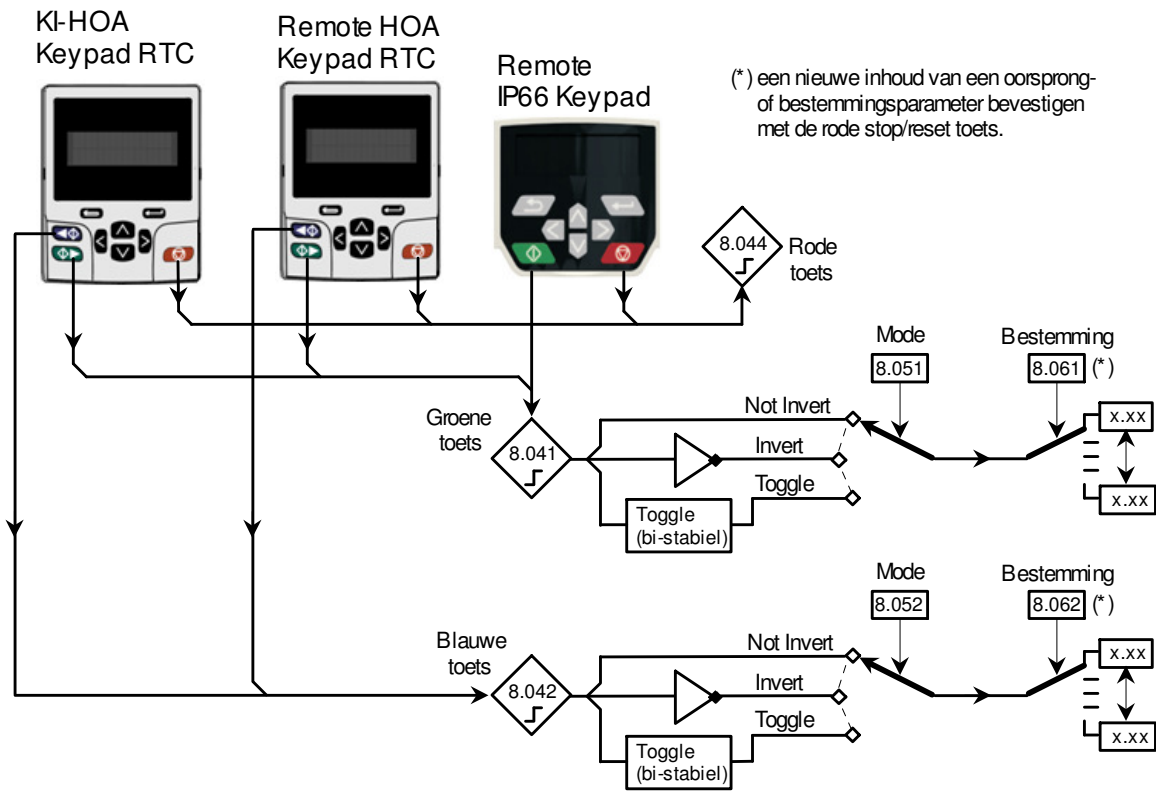 KI-HOA
Keypad RTC
Remote HOA
Keypad RTC
Remote
IP66 Keypad
(*) een nieuwe inhoud van een oorsprong-
of bestemmingsparameter bevestigen
met de rode stop/reset toets.
8.044
Rode
toets
Mode
8.051
Bestemming
8.061 (*)
Groene
toets
8.041
Not Invert
Invert
Toggle
Toggle
(bi-stabiel)
x.xx
x.xx
Mode
8.052
Bestemming
8.062 (*)
Blauwe
toets
8.042
Not Invert
Invert
Toggle
Toggle
(bi-stabiel)
x.xx
x.xx